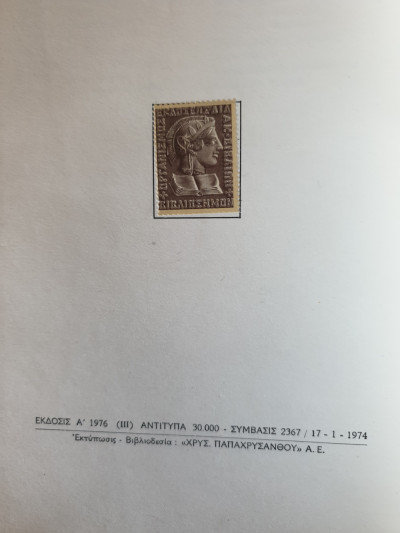 ΒΙΒΛΙΟΣΗΜΟΝ
ΕΚΔΟΣΙΣ Α' 1976 (III) ΑΝΤΙΤΥΠΑ 30.000 - ΣΥΜΒΑΣΙΣ 2367 / 17 - 1 - 1974
Ἐκτύπωσις - Βιβλιοδεσία : «ΧΡΥΣ. ΠΑΠΑΧΡΥΣΑΝΘΟΥ» Α.Ε.